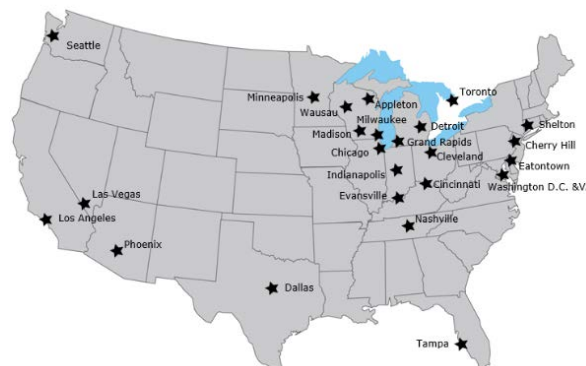 Seattle
Minneapolis
Toronto
Wausau
Appleton
Milwaukee
Madison
Detroit
Shelton
Grand Rapids
Cherry Hill
Chicago
Cleveland
Eatontown
Indianapolis
Cincinnati
Washington D.C. &V
Las Vegas
Evansville
Los Angeles
Nashville
Phoenix
Dallas
Tampa